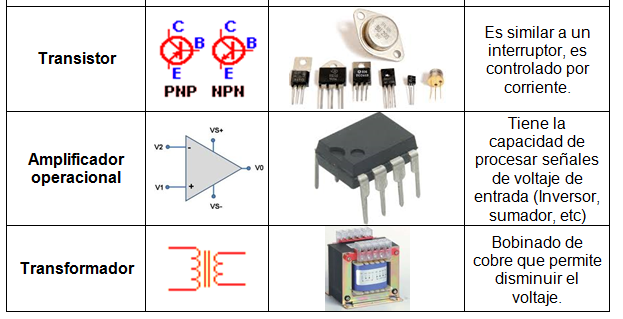 Transistor
C
B
E
PNP
C
B
E
NPN
Es similar a un
interruptor, es
controlado por
corriente.
Amplificador
operacional
VS+
V2
-
V0
V1
+
VS-
Tiene la
capacidad de
procesar señales
de voltaje de
entrada (Inversor,
sumador, etc)
Transformador
Bobinado de
cobre que permite
disminuir el
voltaje.